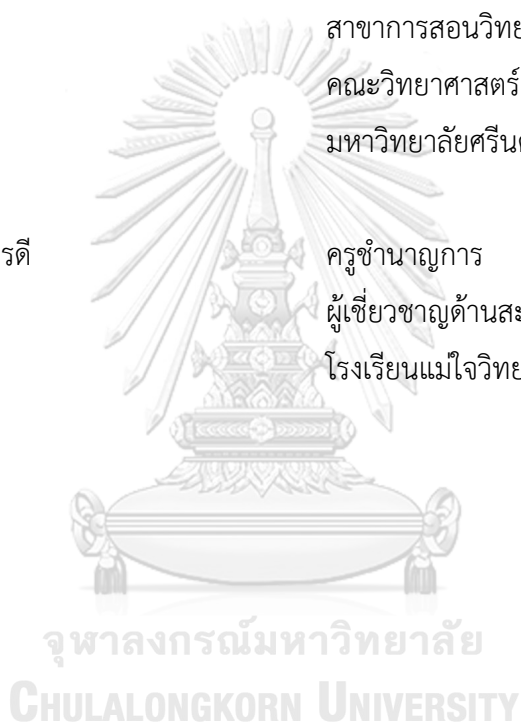 สาขาการสอนวิทย
คณะวิทยาศาสตร์
มหาวิทยาลัยศรีน
รดี ครูชำนาญการ
ผู้เชี่ยวชาญด้านสะ
โรงเรียนแม่ใจวิทย
จุฬาลงกรณ์มหาวิทยาลัย
CHULALONGKORN UNIVERSITY